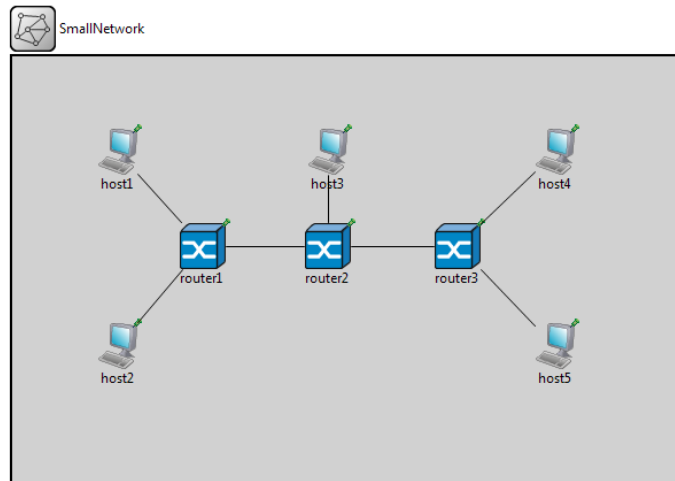 SmallNetwork
host1
host3
host4
router1
router2
router3
host2
host5